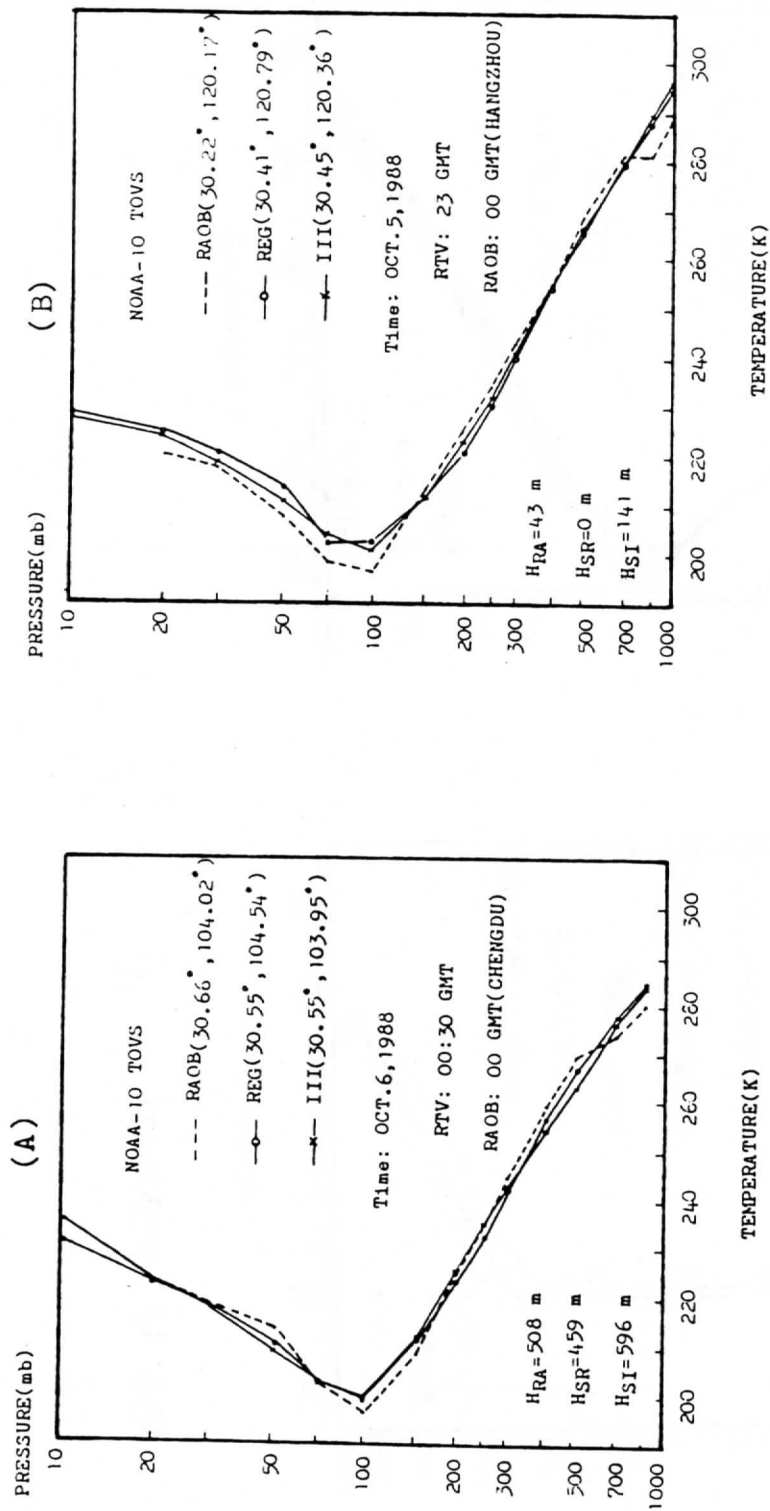 (A)
PRESSURE(mb)
10
20
50
100
200
300
500
700
1000
NOAA-10 TOVS
RAOB(30.66°,104.02°)
REG(30.55°,104.54°)
III(30.55°,103.95°)
Time: OCT.6,1988
RTV: 00:30 GMT
RAOB: 00 GMT(CHENGDU)
HRA=508 m
HSR=459 m
HSI=596 m
200 220 240 260 280 300
TEMPERATURE(K)
(B)
PRESSURE(mb)
10
20
50
100
200
300
500
700
1000
NOAA-10 TOVS
RAOB(30.22°,120.17°)
REG(30.41°,120.79°)
III(30.45°,120.36°)
Time: OCT.5,1988
RTV: 23 GMT
RAOB: 00 GMT(HANGZHOU)
HRA=43 m
HSR=0 m
HSI=141 m
200 220 240 260 280 300
TEMPERATURE(K)